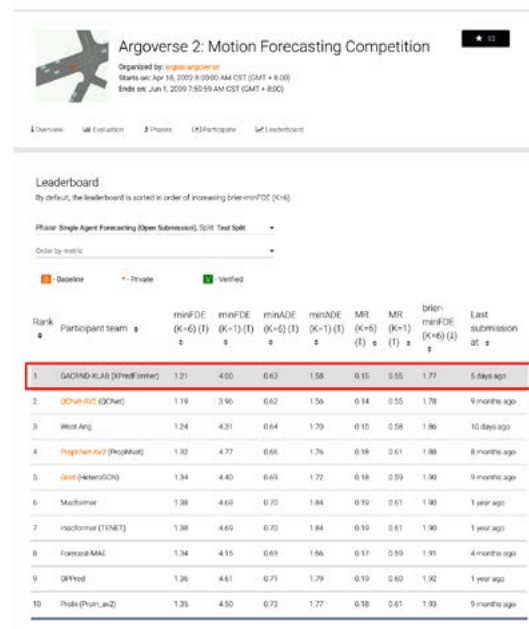 Argoverse 2: Motion Forecasting Competition
Organized by: argoai-argoverse
Starts on: Apr 18, 2022 8:00:00 AM CST (GMT + 8:00)
Ends on: Jun 1, 2099 7:59:59 AM CST (GMT + 8:00)
Overview Evaluation Phases Participate Leaderboard
Leaderboard
By default, the leaderboard is sorted in order of increasing brier-minFDE (K=6).
Phase: Single Agent Forecasting (Open Submission), Split: Test Split
Order by metric
B - Baseline * - Private V - Verified
Rank Participant team minFDE (K=6) (↑) minFDE (K=1) (↑) minADE (K=6) (↑) minADE (K=1) (↑) MR (K=6) (↑) MR (K=1) (↑) brier-minFDE (K=6) (↓) Last submission at
1 GACRND-XLAB (XPredFormer) 1.21 4.00 0.63 1.58 0.15 0.55 1.77 5 days ago
2 QCNet-AV2 (QCNet) 1.19 3.96 0.62 1.56 0.14 0.55 1.78 9 months ago
3 West Ang 1.24 4.31 0.64 1.70 0.15 0.58 1.86 10 days ago
4 ProphNet-AV2 (ProphNet) 1.32 4.77 0.66 1.76 0.18 0.61 1.88 8 months ago
5 Gnet (HeteroGCN) 1.34 4.40 0.69 1.72 0.18 0.59 1.90 9 months ago
6 Macformer 1.38 4.69 0.70 1.84 0.19 0.61 1.90 1 year ago
7 macformer (TENET) 1.38 4.69 0.70 1.84 0.19 0.61 1.90 1 year ago
8 Forecast-MAE 1.34 4.15 0.69 1.66 0.17 0.59 1.91 4 months ago
9 OPPred 1.36 4.61 0.71 1.79 0.19 0.60 1.92 1 year ago
10 ProIn (ProIn_av2) 1.35 4.50 0.73 1.77 0.18 0.61 1.93 9 months ago